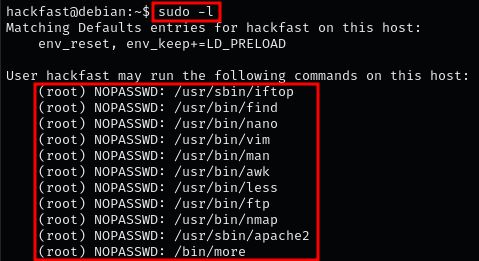 hackfast@debian:~$ sudo -l
Matching Defaults entries for hackfast on this host:
    env_reset, env_keep+=LD_PRELOAD

User hackfast may run the following commands on this host:
    (root) NOPASSWD: /usr/sbin/iftop
    (root) NOPASSWD: /usr/bin/find
    (root) NOPASSWD: /usr/bin/nano
    (root) NOPASSWD: /usr/bin/vim
    (root) NOPASSWD: /usr/bin/man
    (root) NOPASSWD: /usr/bin/awk
    (root) NOPASSWD: /usr/bin/less
    (root) NOPASSWD: /usr/bin/ftp
    (root) NOPASSWD: /usr/bin/nmap
    (root) NOPASSWD: /usr/sbin/apache2
    (root) NOPASSWD: /bin/more